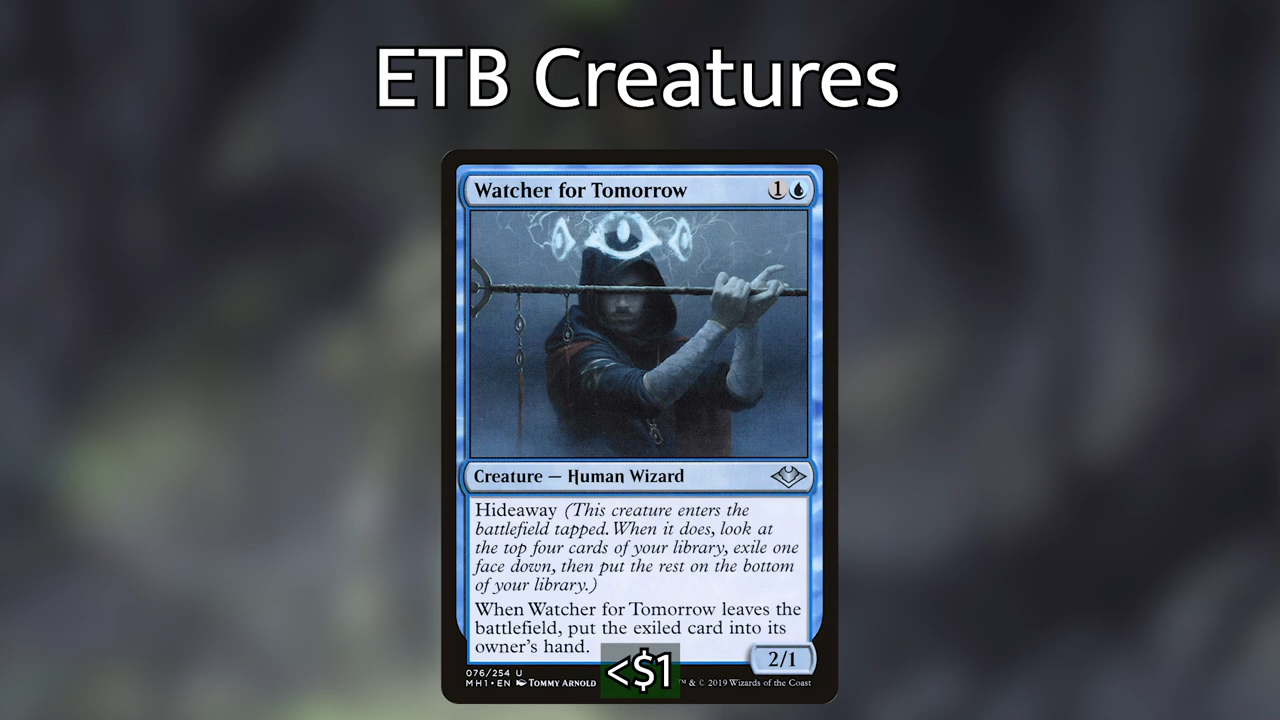 ETB Creatures
Watcher for Tomorrow 1
Creature — Human Wizard
Hideaway (This creature enters the
battlefield tapped. When it does, look at
the top four cards of your library, exile one
face down, then put the rest on the bottom
of your library.)
When Watcher for Tomorrow leaves the
battlefield, put the exiled card into its
owner's hand.
2/1
<$1
076/254 U
MH1 • EN TOMMY ARNOLD ™ & © 2019 Wizards of the Coast